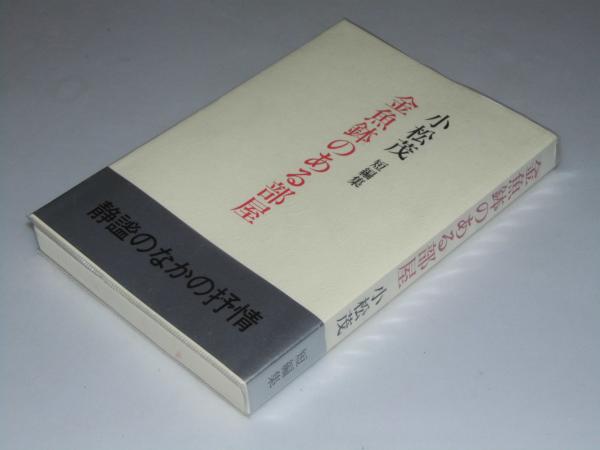 小松茂 短編集
金魚鉢のある部屋
静謐のなかの抒情
金魚鉢のある部屋 小松茂
短編集